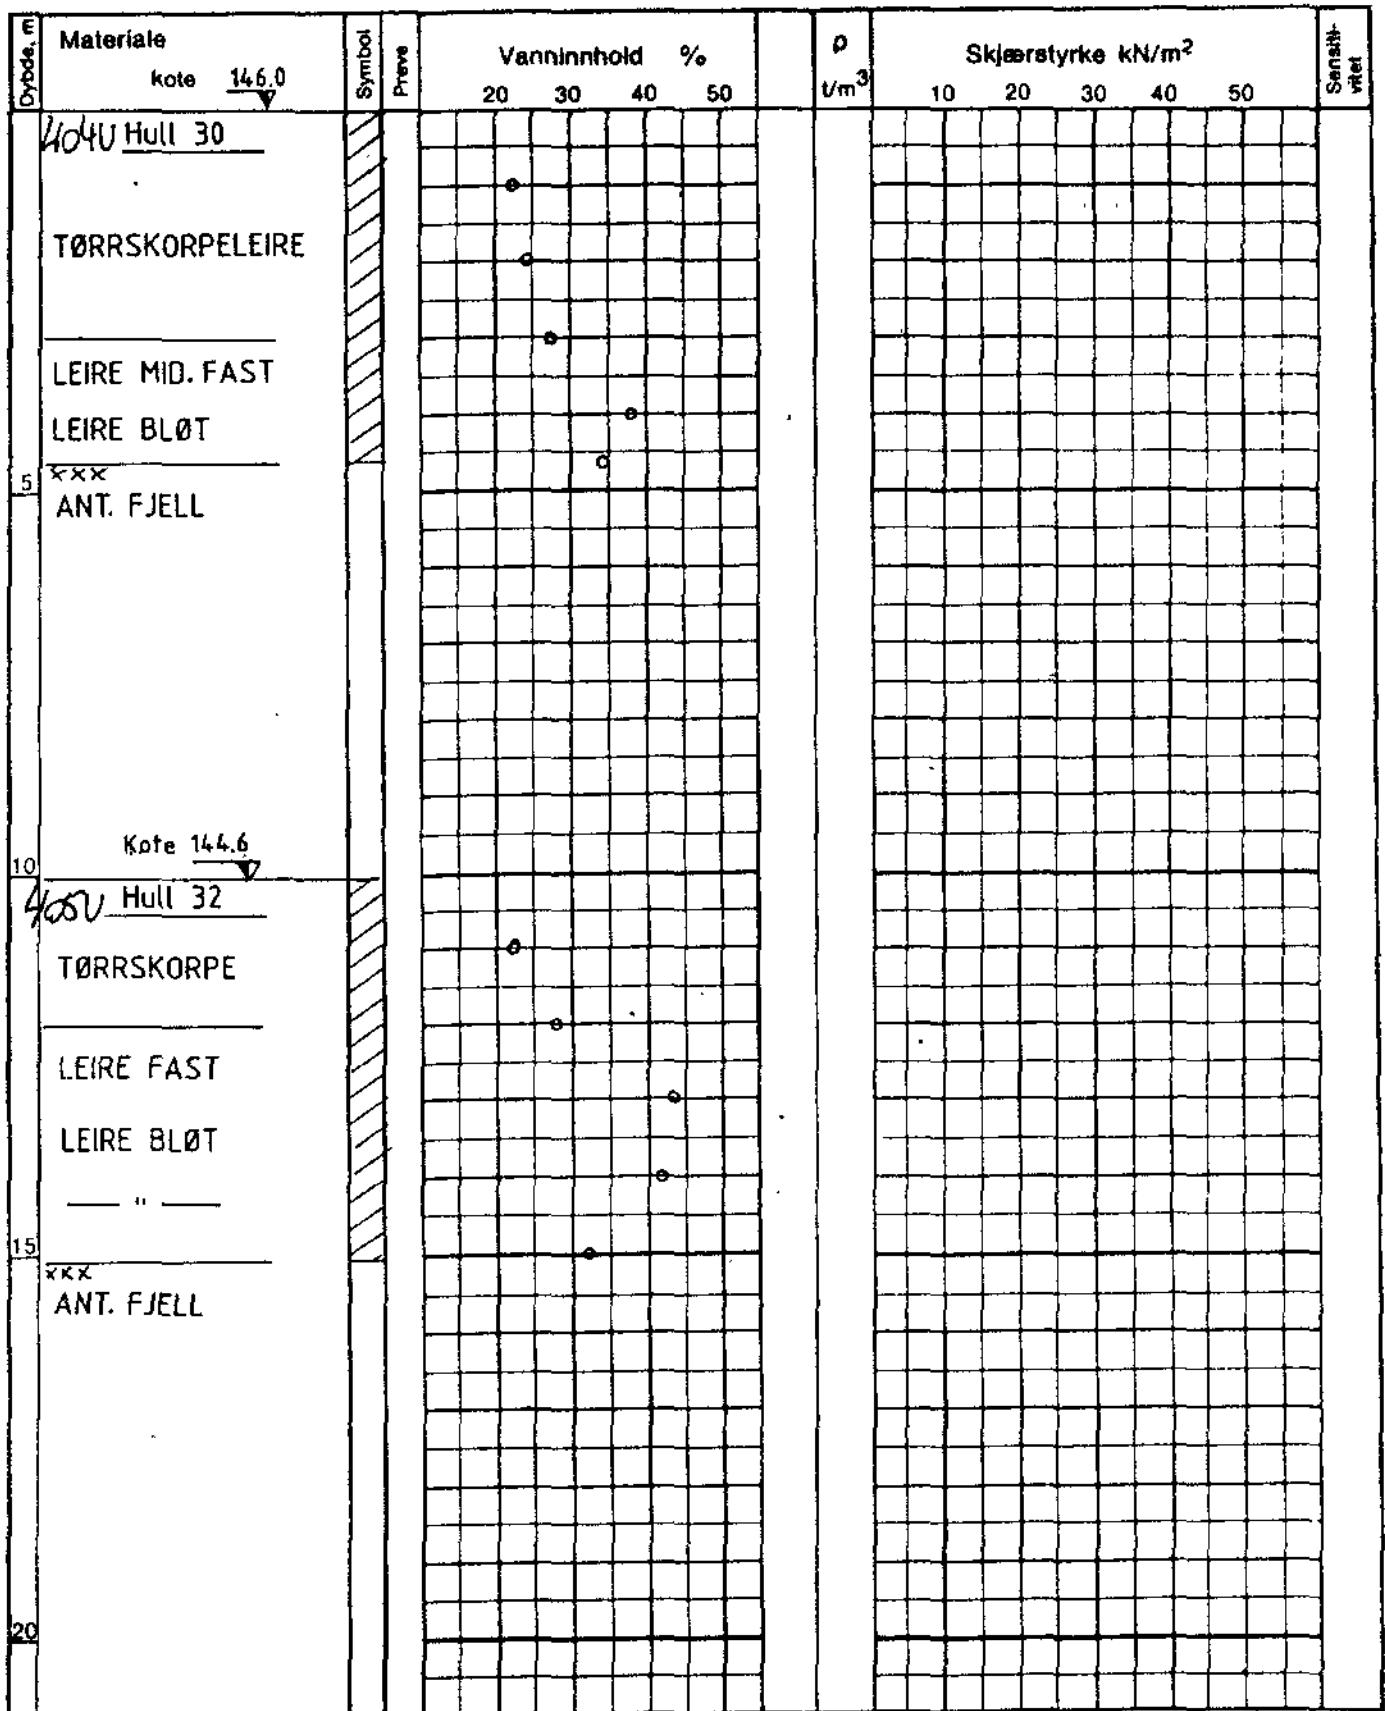 Dybde, m
Materiale
kote 146.0
Symbol
Prøve
Vanninnhold %
20 30 40 50
ρ
t/m³
Skjærstyrke kN/m²
10 20 30 40 50
Sensiti-
vitet
404U Hull 30
TØRRSKORPELEIRE
LEIRE MID. FAST
LEIRE BLØT
xxx
5
ANT. FJELL
Kote 144.6
10
405U Hull 32
TØRRSKORPE
LEIRE FAST
LEIRE BLØT
— " —
15
xxx
ANT. FJELL
20